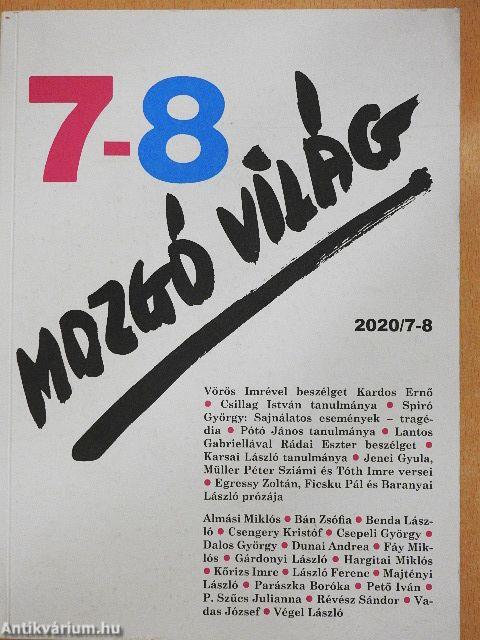 7-8
MOZGÓ VILÁG
2020/7-8
Vörös Imrével beszélget Kardos Ernő
• Csillag István tanulmánya • Spiró
György: Sajnálatos események – tragé-
dia • Pótó János tanulmánya • Lantos
Gabriellával Rádai Eszter beszélget •
Karsai László tanulmánya • Jenei Gyula,
Müller Péter Sziámi és Tóth Imre versei
• Egressy Zoltán, Ficsku Pál és Baranyai
László prózája
Almási Miklós • Bán Zsófia • Benda Lász-
ló • Csengery Kristóf • Csepeli György •
Dalos György • Dunai Andrea • Fáy Mik-
lós • Gárdonyi László • Hargitai Miklós
• Kőrizs Imre • László Ferenc • Majtényi
László • Parászka Boróka • Pető Iván •
P. Szűcs Julianna • Révész Sándor • Va-
das József • Végel László
Antikvárium.hu